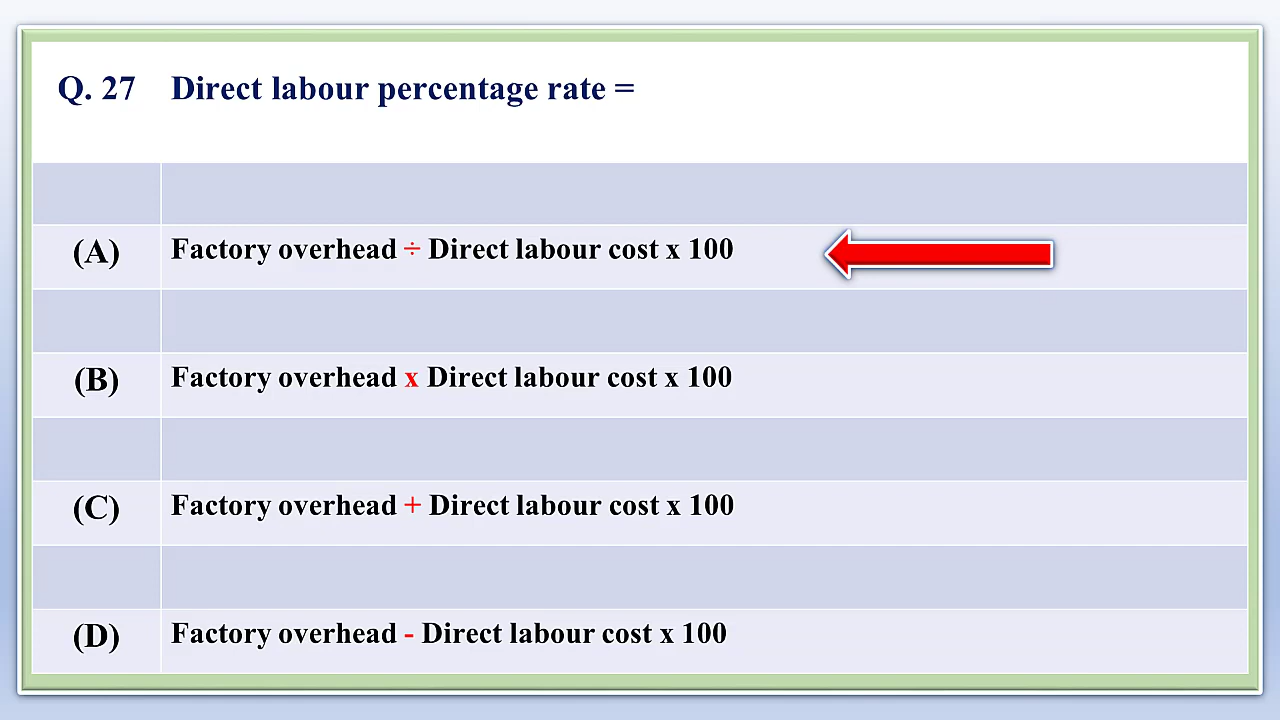 Q. 27 Direct labour percentage rate =
(A) Factory overhead ÷ Direct labour cost x 100
(B) Factory overhead x Direct labour cost x 100
(C) Factory overhead + Direct labour cost x 100
(D) Factory overhead - Direct labour cost x 100